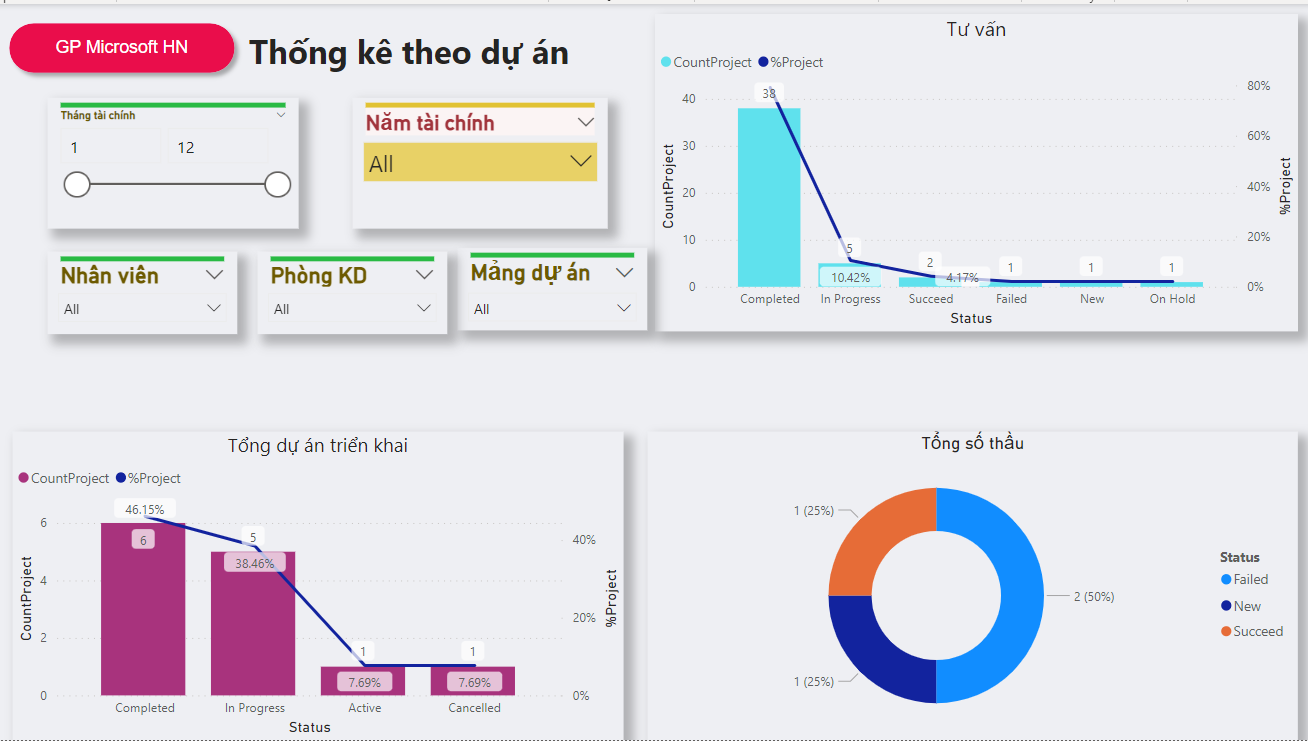 GP Microsoft HN
Thống kê theo dự án
Tháng tài chính
1
12
Năm tài chính
All
Nhân viên
All
Phòng KD
All
Mảng dự án
All
Tư vấn
CountProject
%Project
CountProject
40
30
20
10
0
38
5
10.42%
2
4.17%
1
1
1
80%
60%
40%
20%
0%
%Project
Completed
In Progress
Succeed
Failed
New
On Hold
Status
Tổng dự án triển khai
CountProject
%Project
CountProject
6
4
2
0
46.15%
6
5
38.46%
1
7.69%
1
7.69%
40%
20%
0%
%Project
Completed
In Progress
Active
Cancelled
Status
Tổng số thầu
1 (25%)
2 (50%)
1 (25%)
Status
Failed
New
Succeed